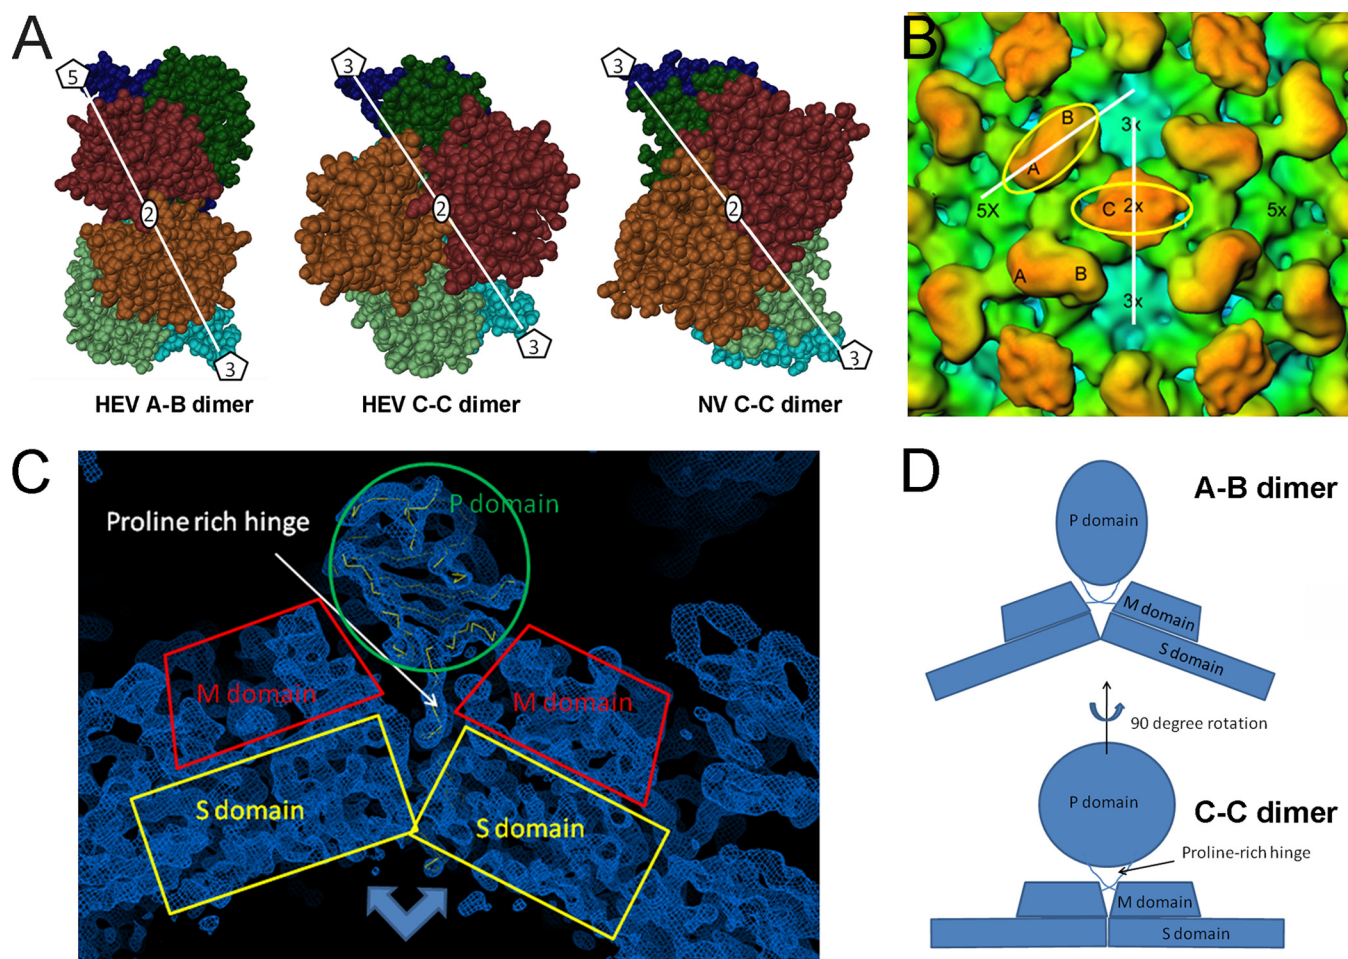 A
5
2
3
HEV A-B dimer
3
2
3
HEV C-C dimer
3
2
3
NV C-C dimer
B
B
3x
A
5X
C 2x
5x
A
B
3x
C
Proline rich hinge
P domain
M domain
M domain
S domain
S domain
D
A-B dimer
P domain
M domain
S domain
90 degree rotation
P domain
C-C dimer
Proline-rich hinge
M domain
S domain